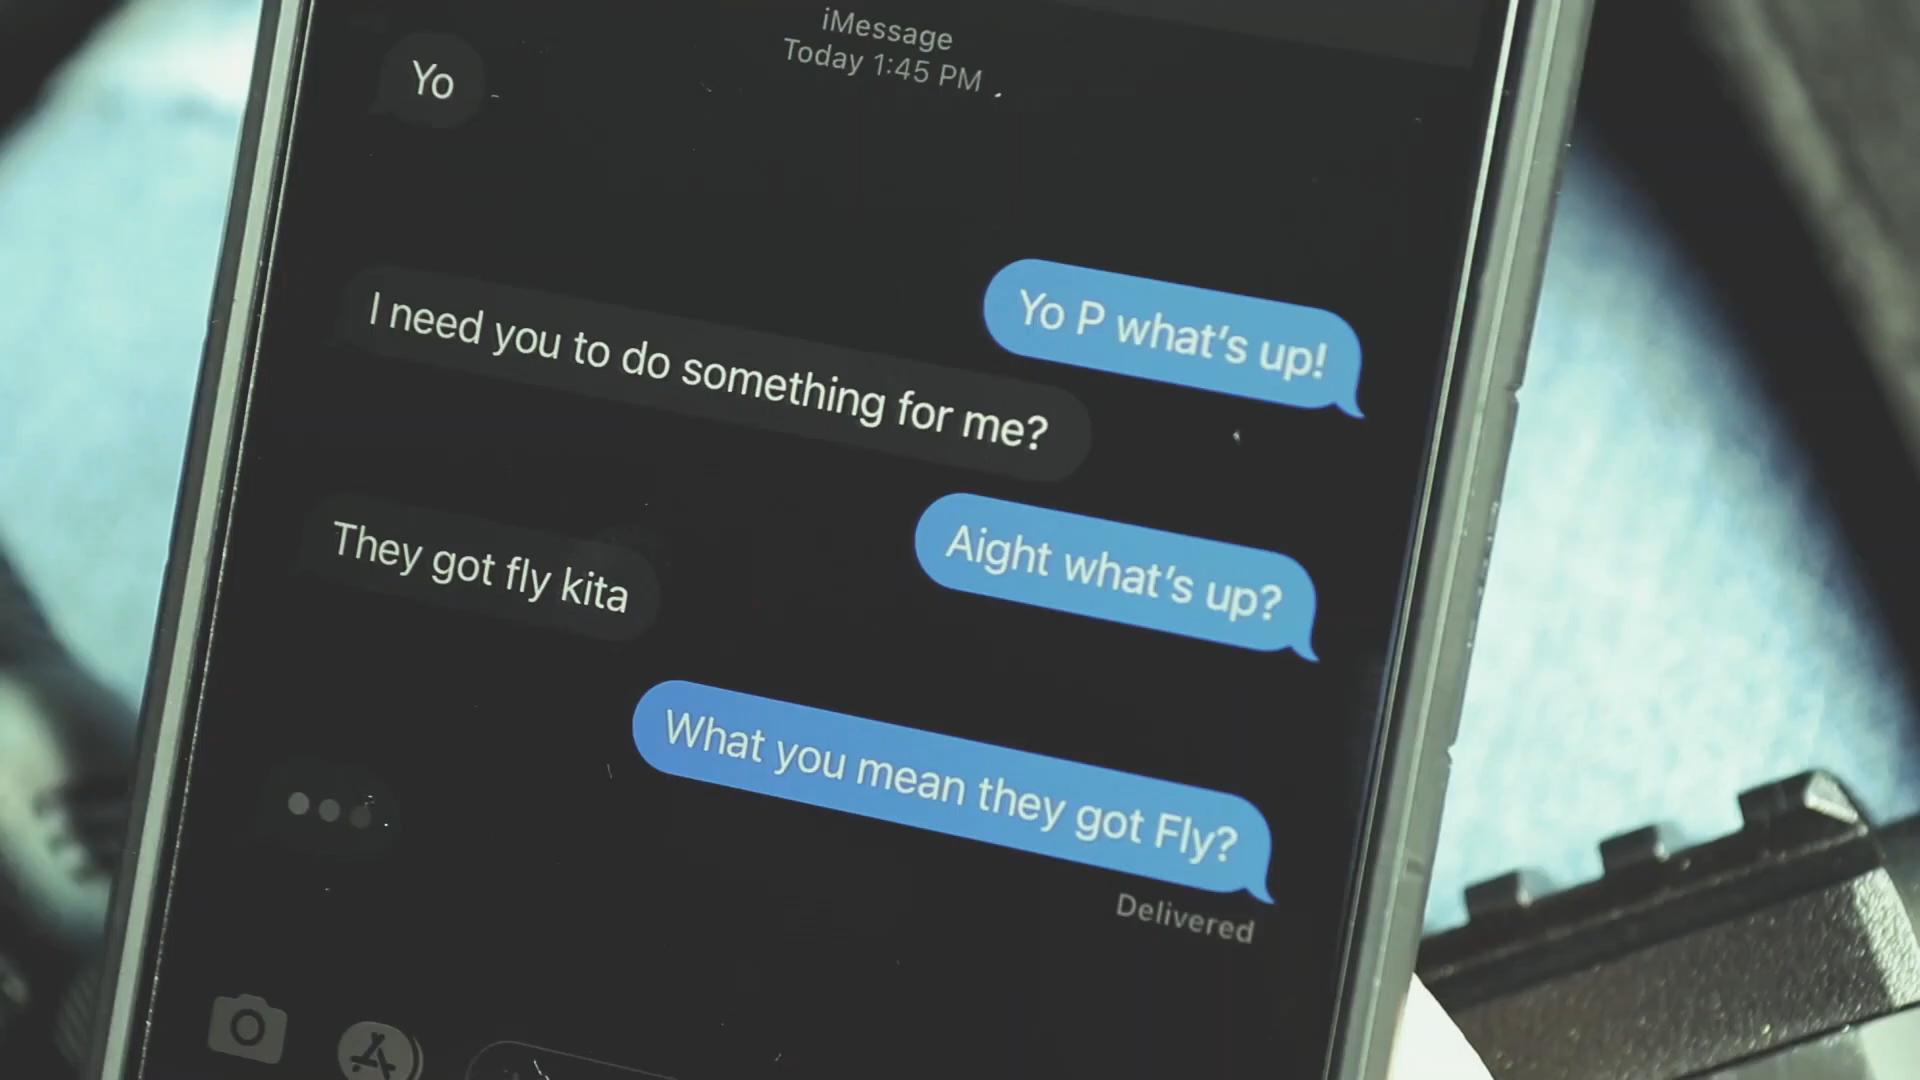 iMessage
Today 1:45 PM
Yo
Yo P what's up!
I need you to do something for me?
Aight what's up?
They got fly kita
What you mean they got Fly?
Delivered